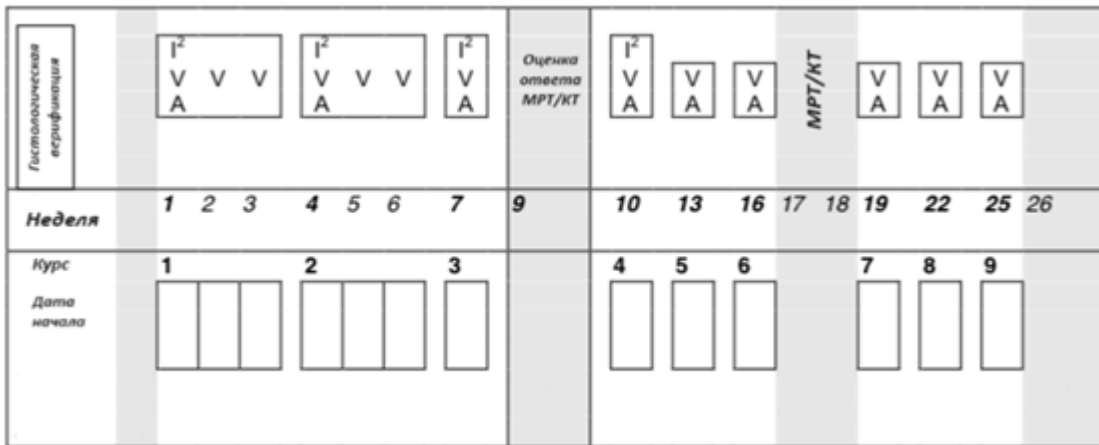 Гистологическая
верификация
I²
V V V
A
I²
V V V
A
I²
V
A
Оценка
ответа
МРТ/КТ
I²
V
A
V
A
V
A
МРТ/КТ
V
A
V
A
V
A
Неделя 1 2 3 4 5 6 7 9 10 13 16 17 18 19 22 25 26
Курс 1 2 3 4 5 6 7 8 9
Дата
начала